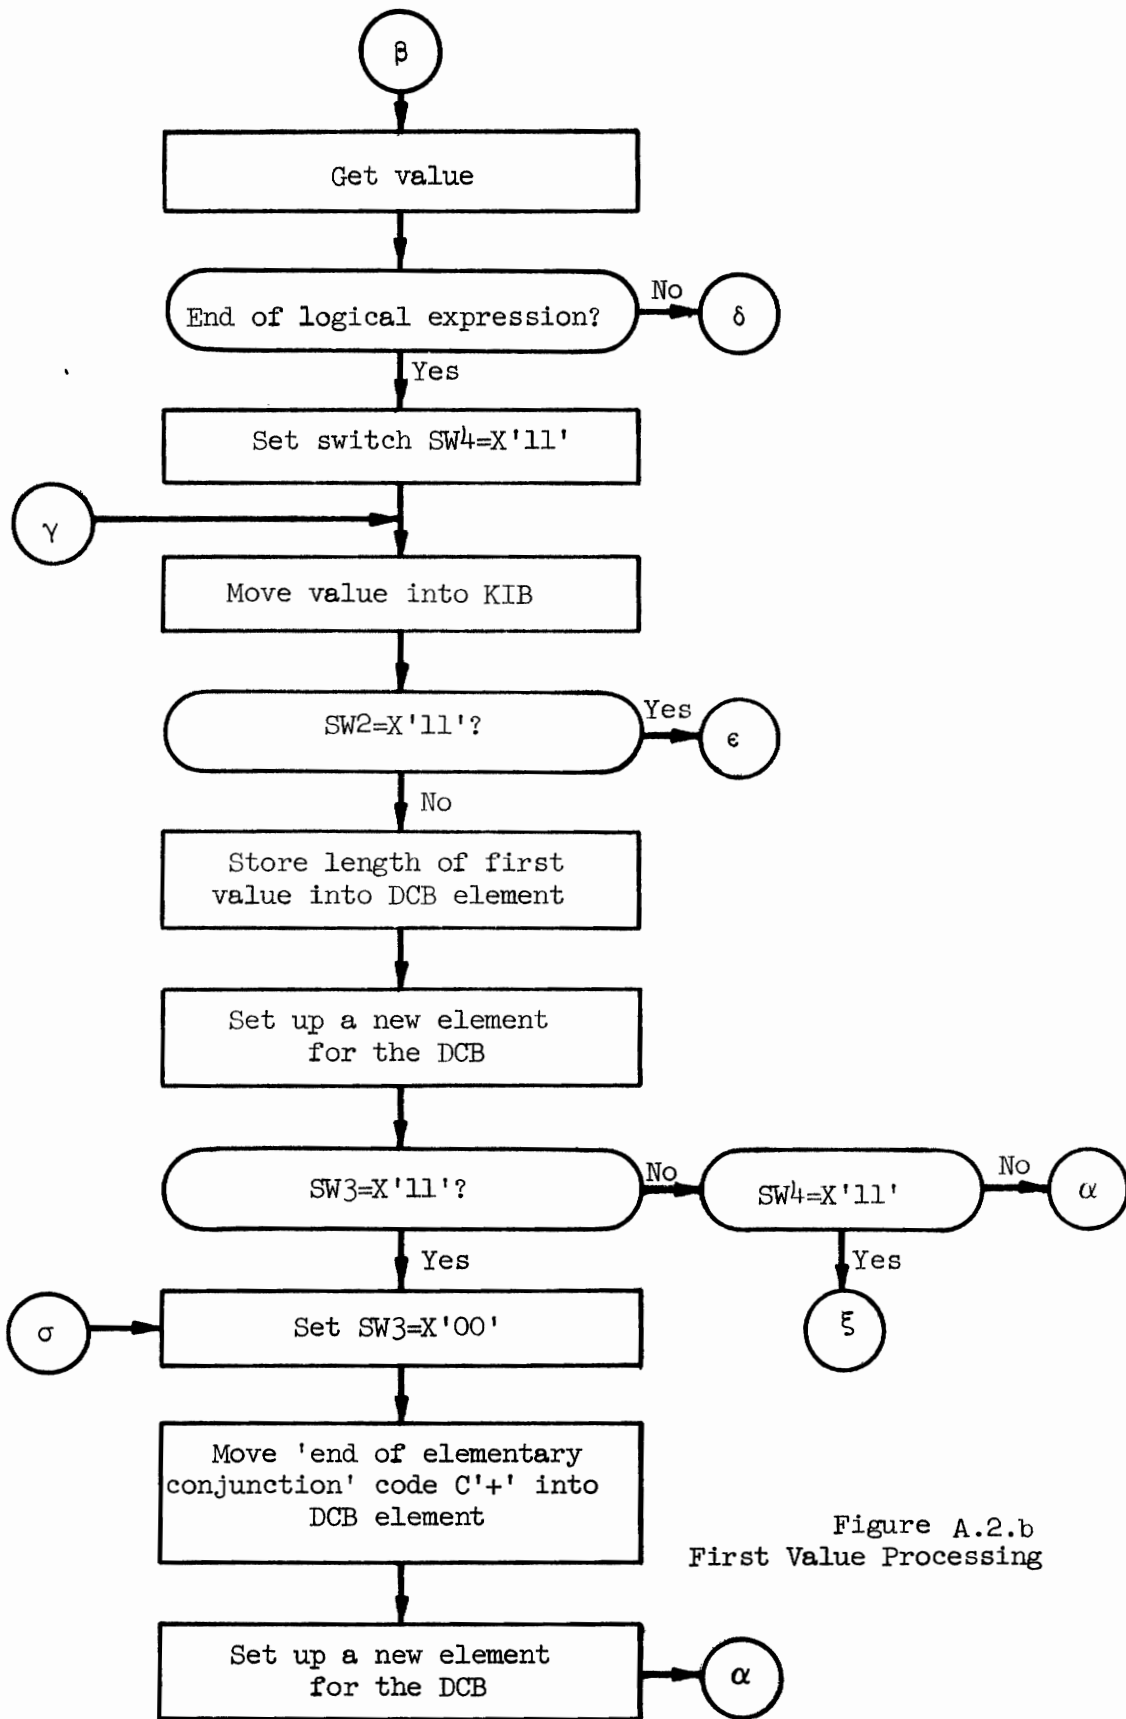 β
Get value
End of logical expression?
No
δ
Yes
Set switch SW4=X'11'
γ
Move value into KIB
SW2=X'11'?
Yes
ϵ
No
Store length of first
value into DCB element
Set up a new element
for the DCB
SW3=X'11'?
No
SW4=X'11'
No
α
Yes
Yes
σ
Set SW3=X'00'
ξ
Move 'end of elementary
conjunction' code C'+' into
DCB element
Figure A.2.b
First Value Processing
Set up a new element
for the DCB
α